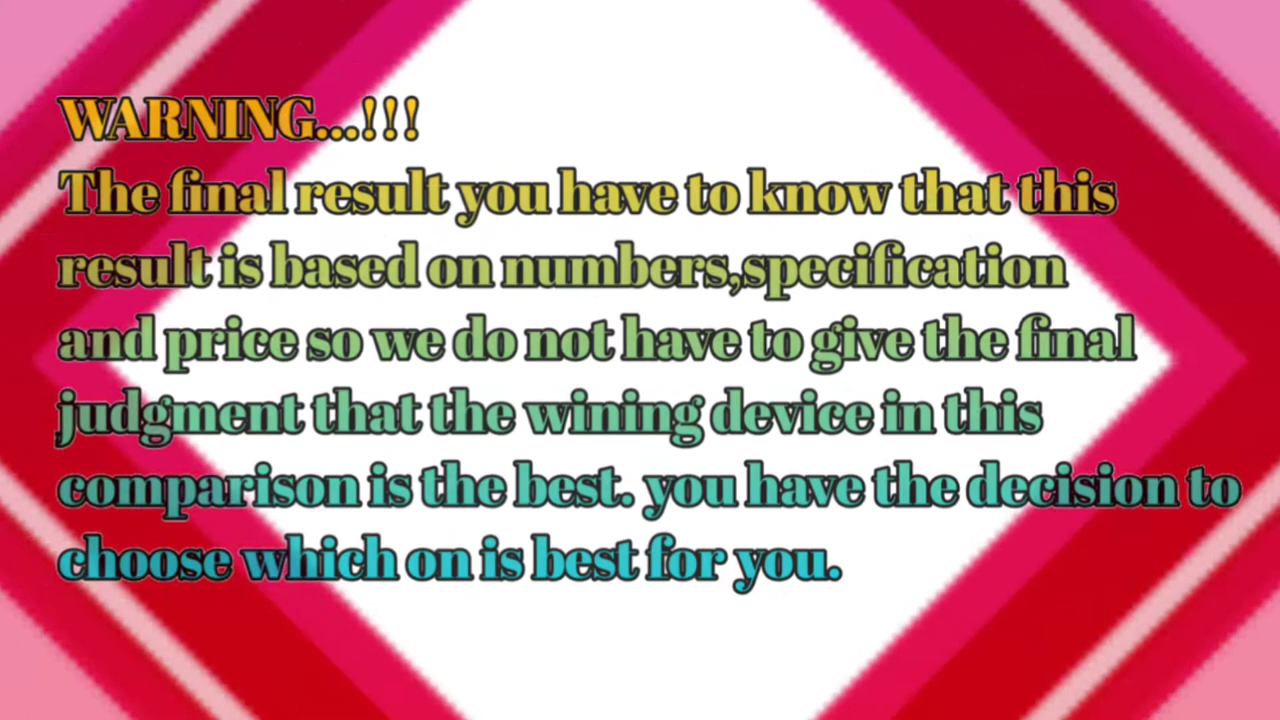 WARNING...!!!
The final result you have to know that this
result is based on numbers,specification
and price so we do not have to give the final
judgment that the wining device in this
comparison is the best. you have the decision to
choose which on is best for you.